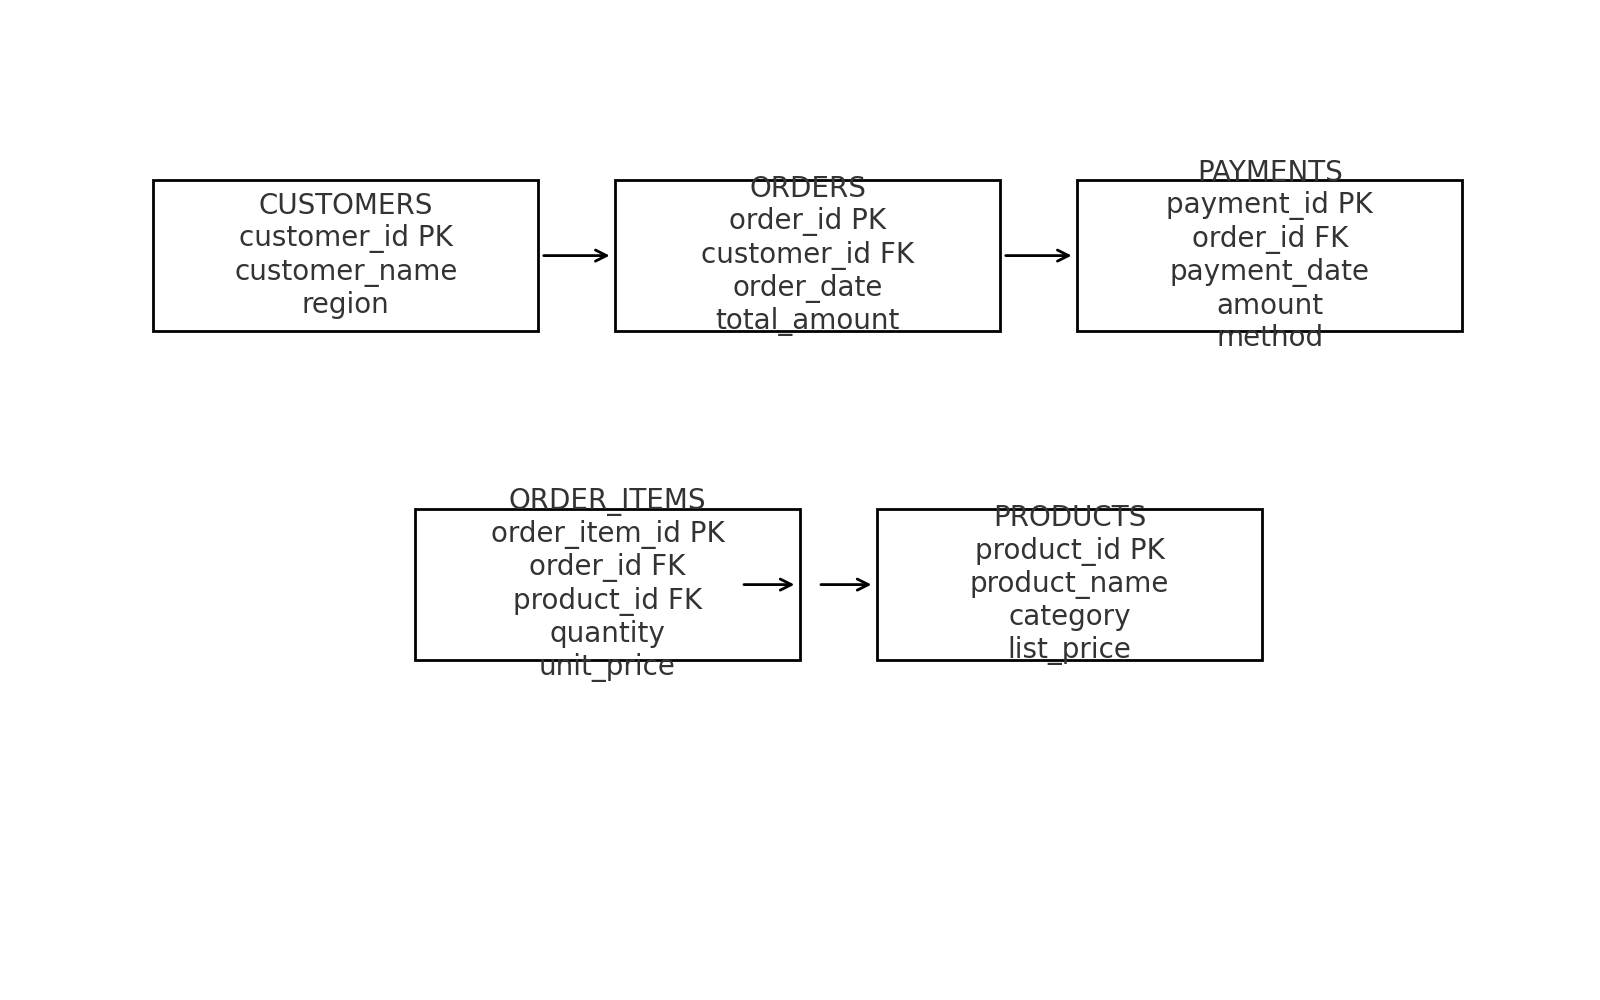 CUSTOMERS
customer_id PK
customer_name
region
ORDERS
order_id PK
customer_id FK
order_date
total_amount
PAYMENTS
payment_id PK
order_id FK
payment_date
amount
method
ORDER_ITEMS
order_item_id PK
order_id FK
product_id FK
quantity
unit_price
PRODUCTS
product_id PK
product_name
category
list_price